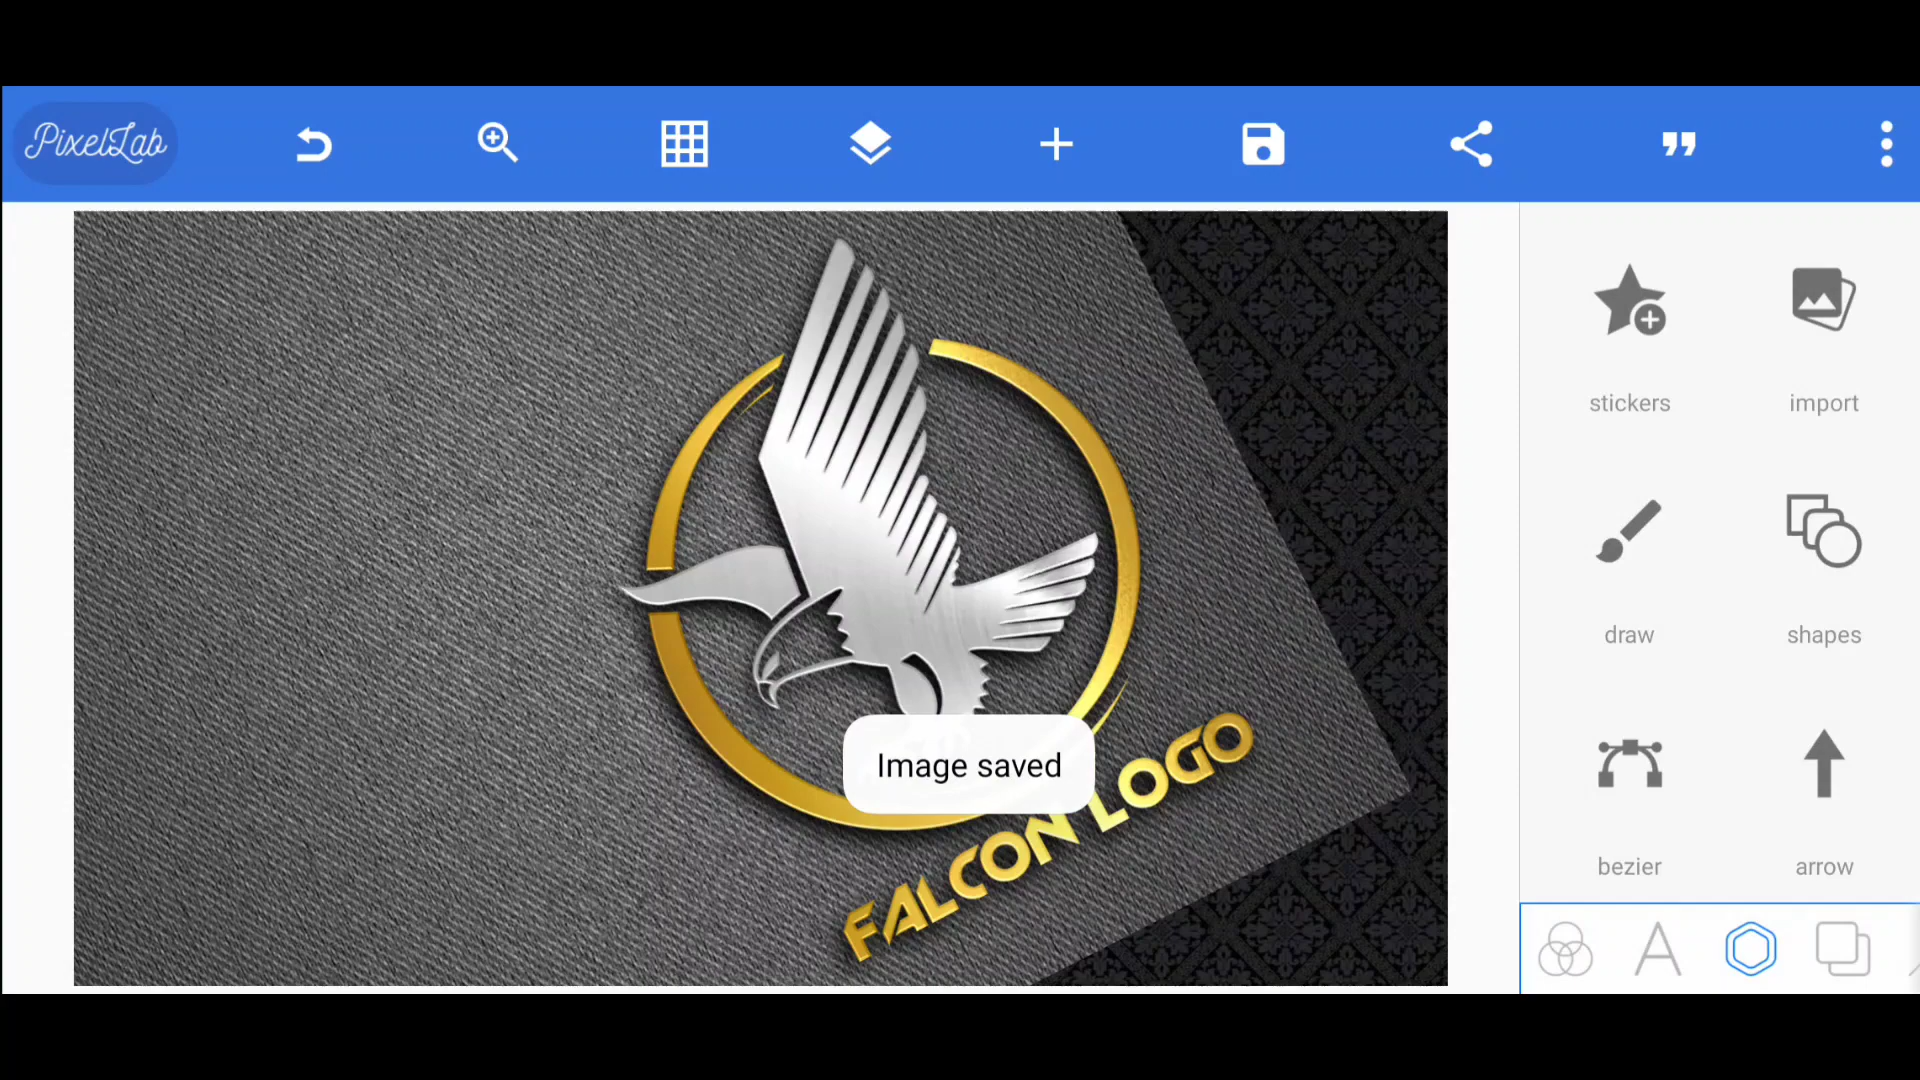 PixelLab
stickers
import
draw
shapes
Image saved
FALCON LOGO
bezier
arrow